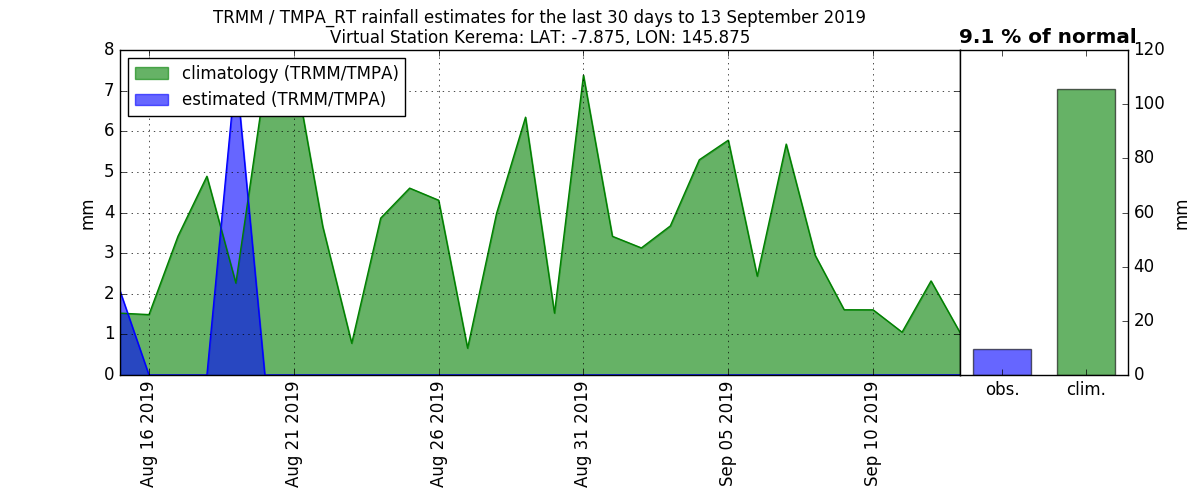 TRMM / TMPA_RT rainfall estimates for the last 30 days to 13 September 2019
Virtual Station Kerema: LAT: -7.875, LON: 145.875
9.1 % of normal
climatology (TRMM/TMPA)
estimated (TRMM/TMPA)
8
7
6
5
4
3
2
1
0
mm
Aug 16 2019
Aug 21 2019
Aug 26 2019
Aug 31 2019
Sep 05 2019
Sep 10 2019
obs.
clim.
120
100
80
60
40
20
0
mm